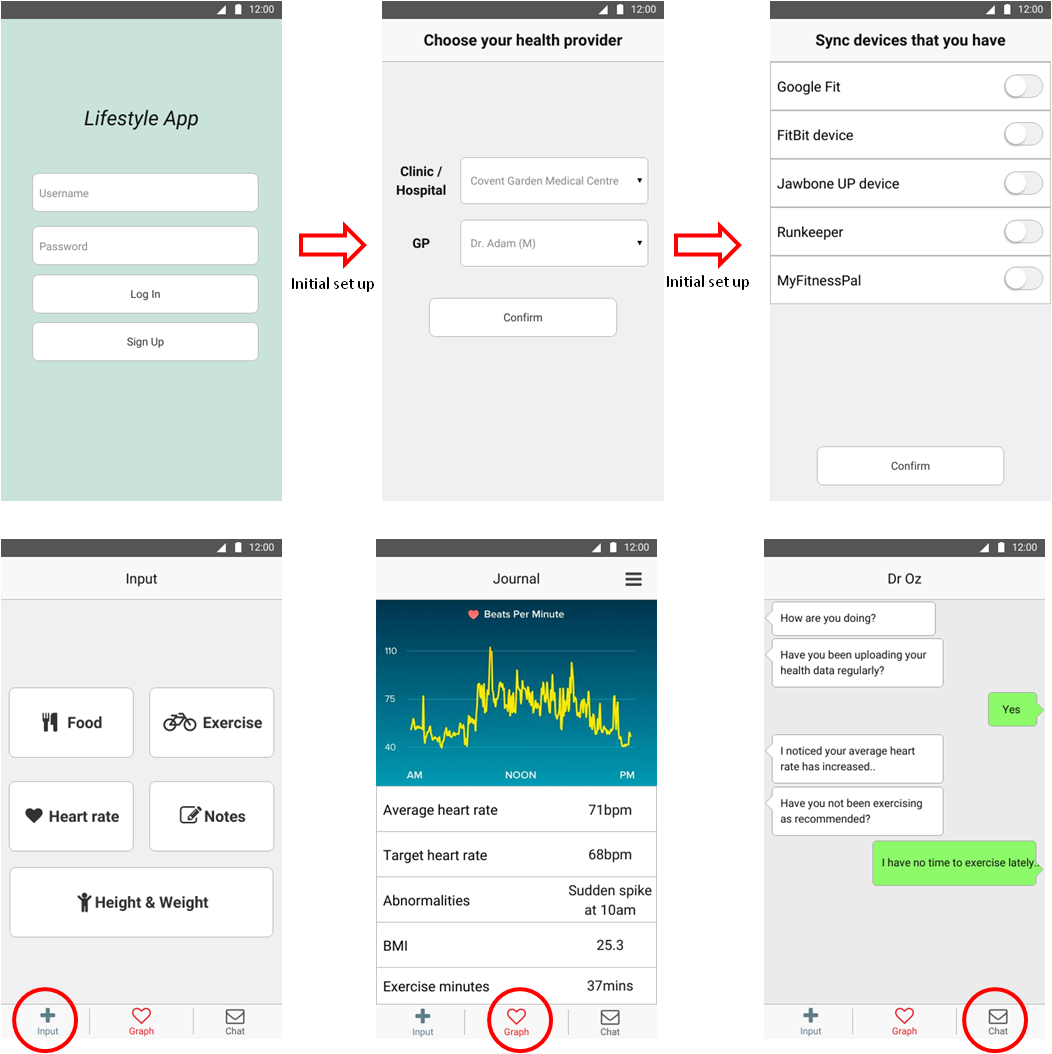 12:00
Lifestyle App
Username
Password
Log In
Sign Up
Initial set up
12:00
Choose your health provider
Clinic /
Hospital
Covent Garden Medical Centre
GP
Dr. Adam (M)
Confirm
Initial set up
12:00
Sync devices that you have
Google Fit
FitBit device
Jawbone UP device
Runkeeper
MyFitnessPal
Confirm
12:00
Input
Food
Exercise
Heart rate
Notes
Height & Weight
Input
Graph
Chat
12:00
Journal
Beats Per Minute
110
75
40
AM NOON PM
Average heart rate 71bpm
Target heart rate 68bpm
Abnormalities Sudden spike
at 10am
BMI 25.3
Exercise minutes 37mins
Input
Graph
Chat
12:00
Dr Oz
How are you doing?
Have you been uploading your
health data regularly?
Yes
I noticed your average heart
rate has increased..
Have you not been exercising
as recommended?
I have no time to exercise lately..
Input
Graph
Chat